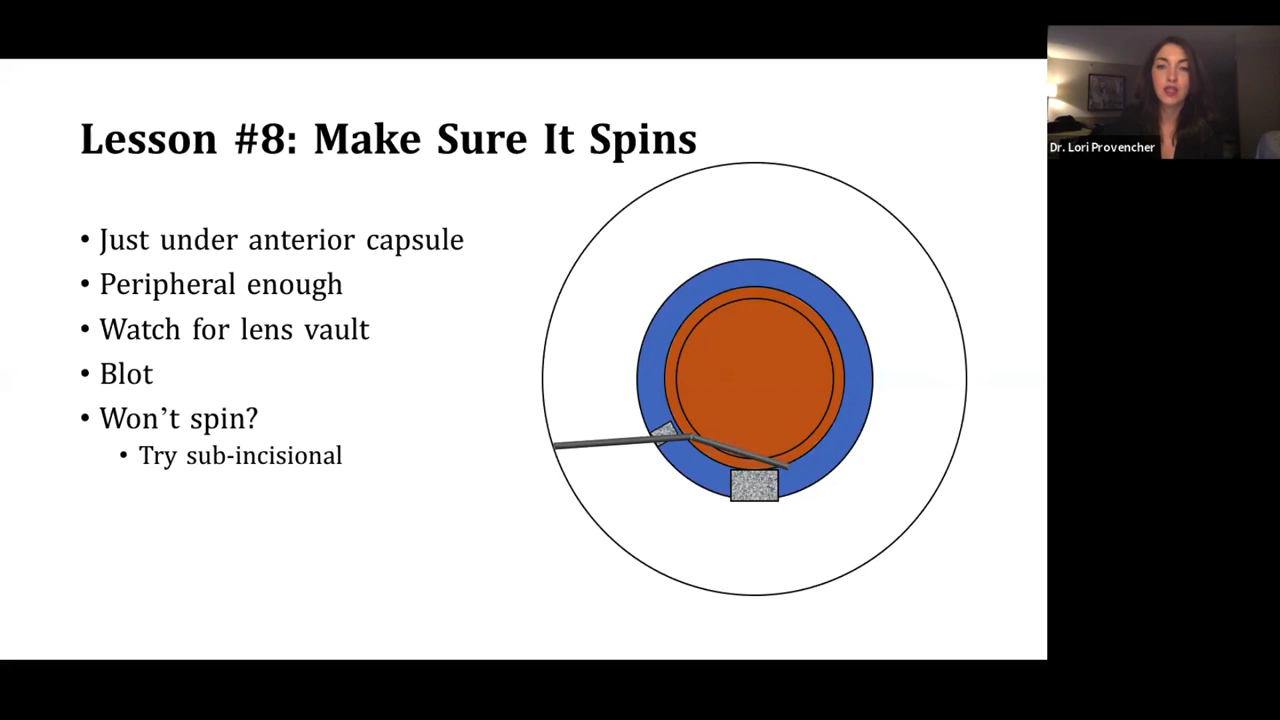 Lesson #8: Make Sure It Spins
• Just under anterior capsule
• Peripheral enough
• Watch for lens vault
• Blot
• Won’t spin?
• Try sub-incisional
Dr. Lori Provencher